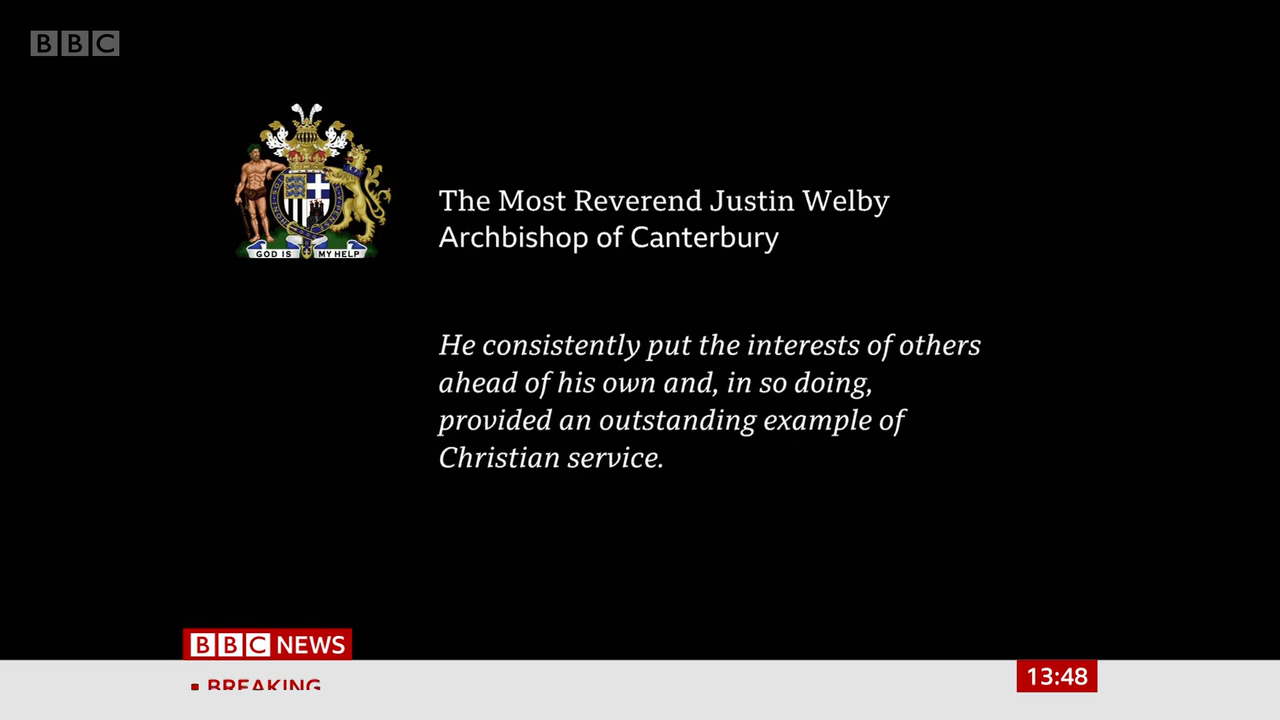 BBC
The Most Reverend Justin Welby
Archbishop of Canterbury
GOD IS MY HELP
He consistently put the interests of others
ahead of his own and, in so doing,
provided an outstanding example of
Christian service.
BBC NEWS
BREAKING
13:48